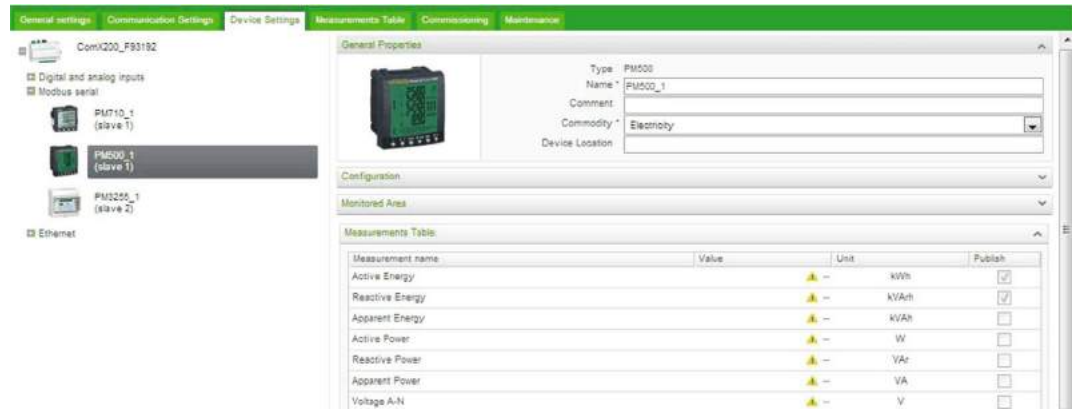 General settings Communication Settings Device Settings Measurements Table Commissioning Maintenance
ComX200_F93192
Digital and analog inputs
Modbus serial
PM710_1
(slave 1)
PM500_1
(slave 1)
PM3255_1
(slave 2)
Ethernet
General Properties
Type PM500
Name * PM500_1
Comment
Commodity * Electricity
Device Location
Configuration
Monitored Area
Measurements Table:
Measurement name Value Unit Publish
Active Energy -- kWh
Reactive Energy -- kVArh
Apparent Energy -- kVAh
Active Power -- W
Reactive Power -- VAr
Apparent Power -- VA
Voltage A-N -- V